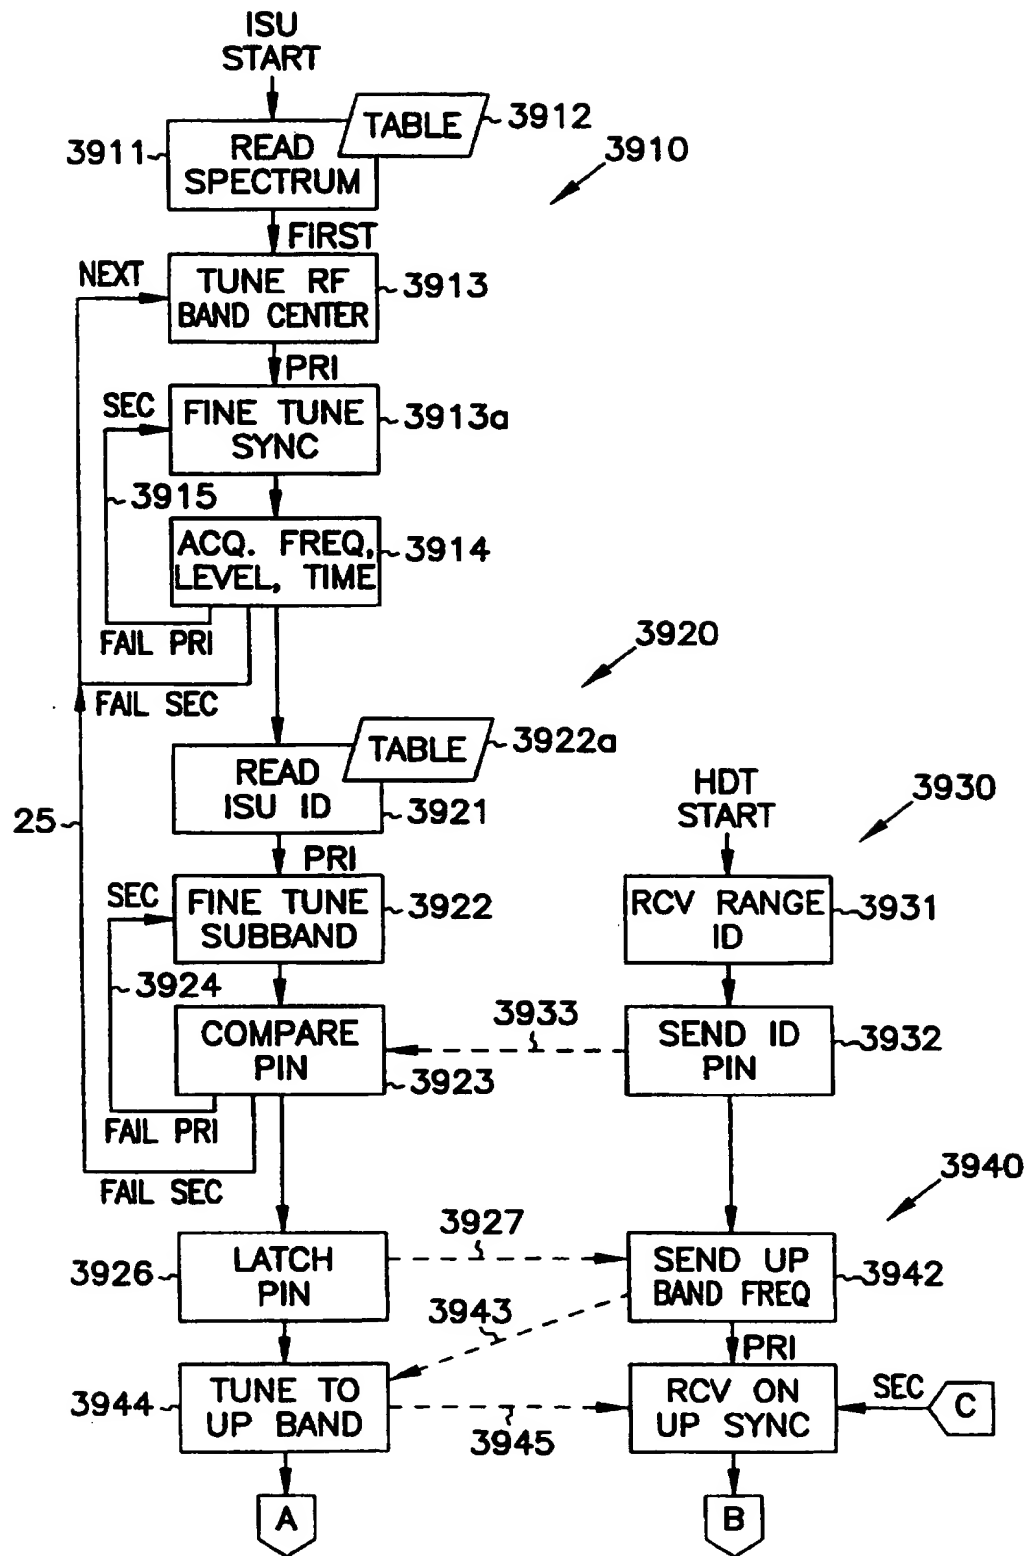 ISU
START
TABLE
3912
3911
READ
SPECTRUM
3910
FIRST
NEXT
TUNE RF
BAND CENTER
3913
PRI
SEC
FINE TUNE
SYNC
3913a
3915
ACQ. FREQ,
LEVEL, TIME
3914
FAIL PRI
FAIL SEC
3920
TABLE
3922a
READ
ISU ID
3921
25
HDT
START
3930
PRI
SEC
FINE TUNE
SUBBAND
3922
RCV RANGE
ID
3931
3924
COMPARE
PIN
3923
3933
SEND ID
PIN
3932
FAIL PRI
FAIL SEC
3940
3926
LATCH
PIN
3927
SEND UP
BAND FREQ
3942
3943
PRI
3944
TUNE TO
UP BAND
3945
RCV ON
UP SYNC
SEC
C
A
B